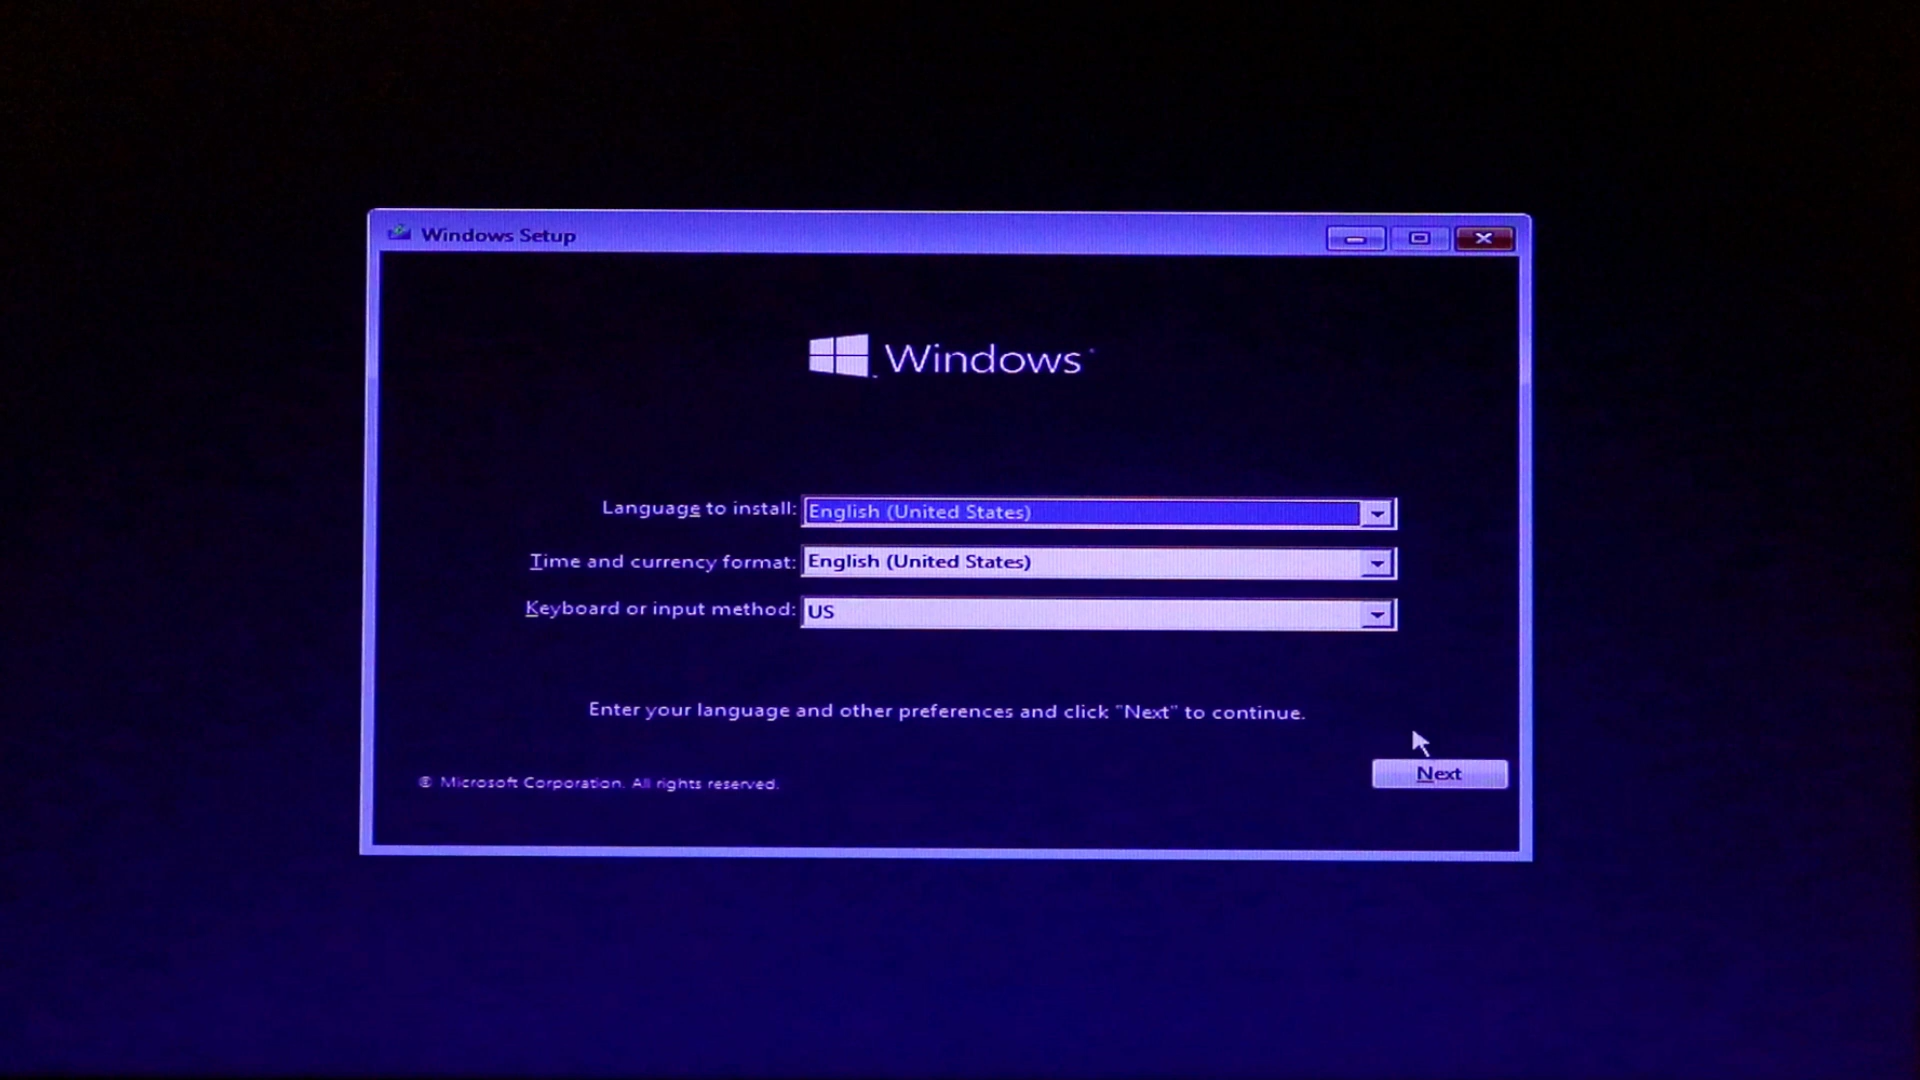 Windows Setup
Windows
Language to install: English (United States)
Time and currency format: English (United States)
Keyboard or input method: US
Enter your language and other preferences and click "Next" to continue.
Next
© Microsoft Corporation. All rights reserved.